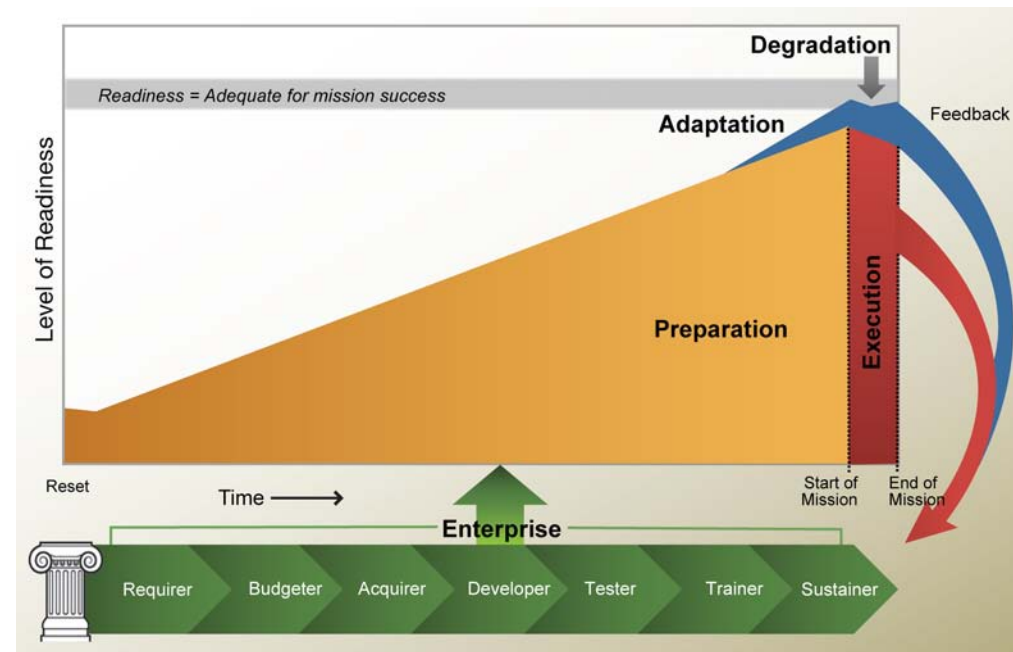 Degradation
Readiness = Adequate for mission success
Feedback
Adaptation
Level of Readiness
Preparation
Execution
Reset
Time
Start of
Mission
End of
Mission
Enterprise
Requirer
Budgeter
Acquirer
Developer
Tester
Trainer
Sustainer